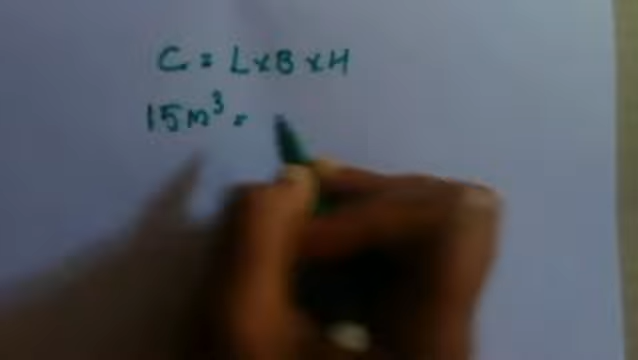 C = L x B x H
15m³ =